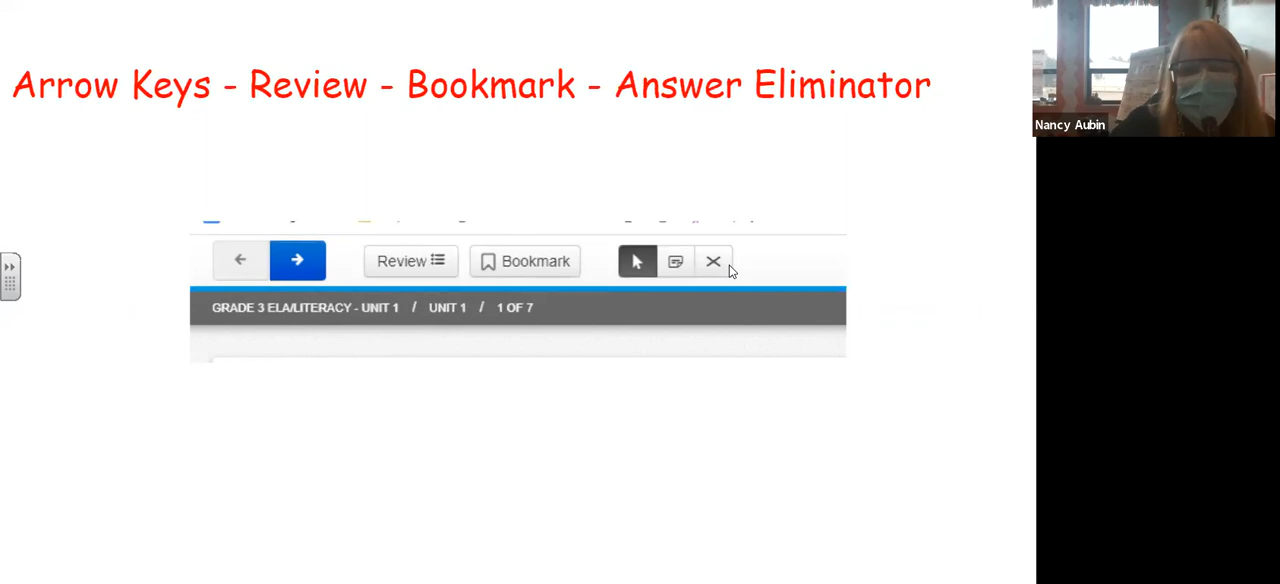 Arrow Keys - Review - Bookmark - Answer Eliminator
Nancy Aubin
Review Bookmark
GRADE 3 ELA/LITERACY - UNIT 1 / UNIT 1 / 1 OF 7